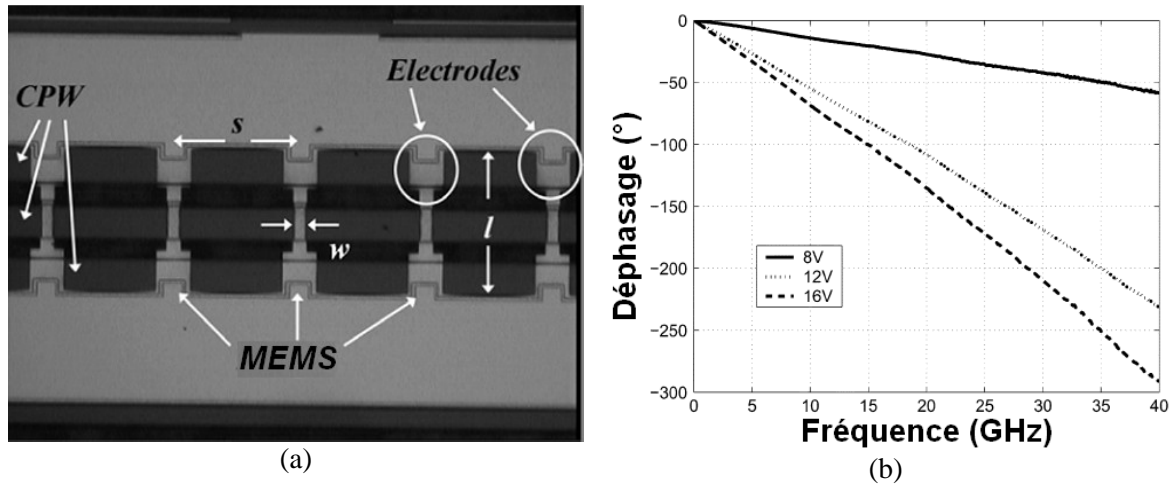 CPW
s
Electrodes
w
l
MEMS
(a)
Déphasage (°)
0
−50
−100
−150
−200
−250
−300
8V
12V
16V
0 5 10 15 20 25 30 35 40
Fréquence (GHz)
(b)